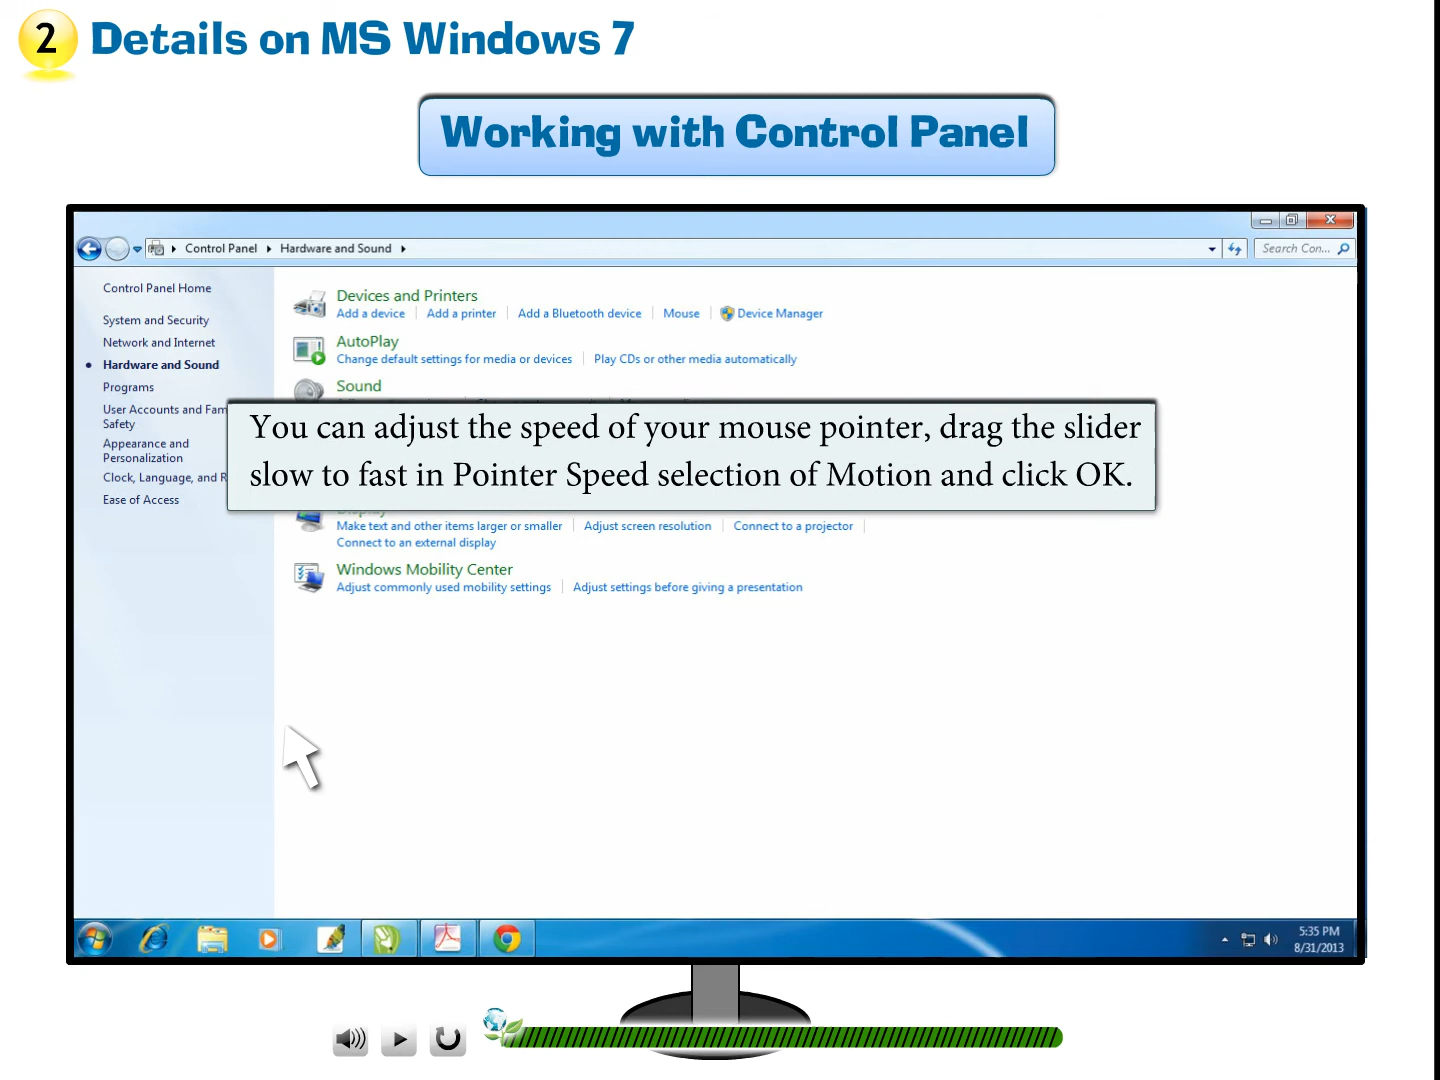 2 Details on MS Windows 7
Working with Control Panel
Control Panel Hardware and Sound
Search Con...
Control Panel Home
System and Security
Network and Internet
Hardware and Sound
Programs
User Accounts and Fam
Safety
Appearance and
Personalization
Clock, Language, and R
Ease of Access
Devices and Printers
Add a device Add a printer Add a Bluetooth device Mouse Device Manager
AutoPlay
Change default settings for media or devices Play CDs or other media automatically
Sound
You can adjust the speed of your mouse pointer, drag the slider
slow to fast in Pointer Speed selection of Motion and click OK.
Display
Make text and other items larger or smaller Adjust screen resolution Connect to a projector
Connect to an external display
Windows Mobility Center
Adjust commonly used mobility settings Adjust settings before giving a presentation
5:35 PM
8/31/2013